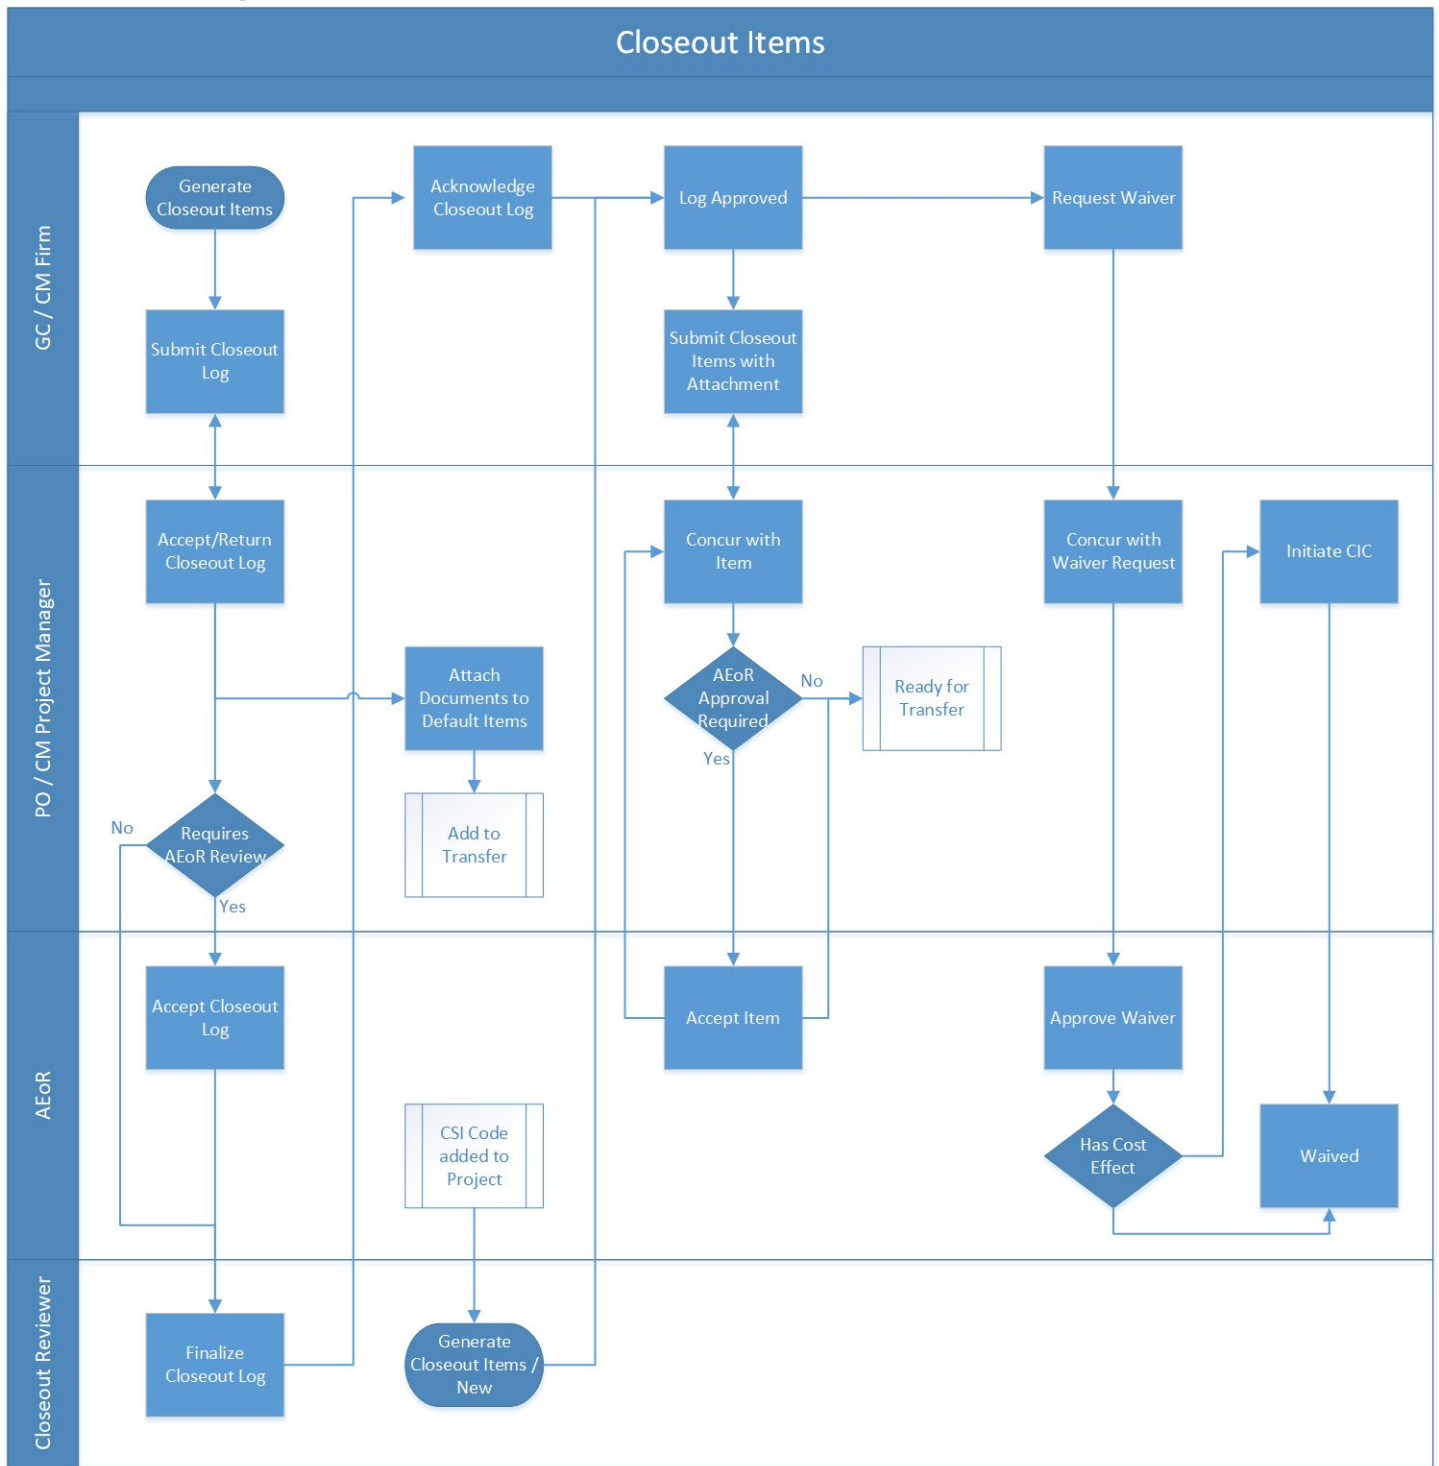 Closeout Items
GC / CM Firm
Generate
Closeout Items
Acknowledge
Closeout Log
Log Approved
Request Waiver
Submit Closeout
Log
Submit Closeout
Items with
Attachment
PO / CM Project Manager
Accept/Return
Closeout Log
Concur with
Item
Concur with
Waiver Request
Initiate CIC
Attach
Documents to
Default Items
AEoR
Approval
Required
No
Yes
Ready for
Transfer
Requires
AEoR Review
No
Yes
Add to
Transfer
AEoR
Accept Closeout
Log
Accept Item
Approve Waiver
CSI Code
added to
Project
Has Cost
Effect
Waived
Closeout Reviewer
Finalize
Closeout Log
Generate
Closeout Items /
New